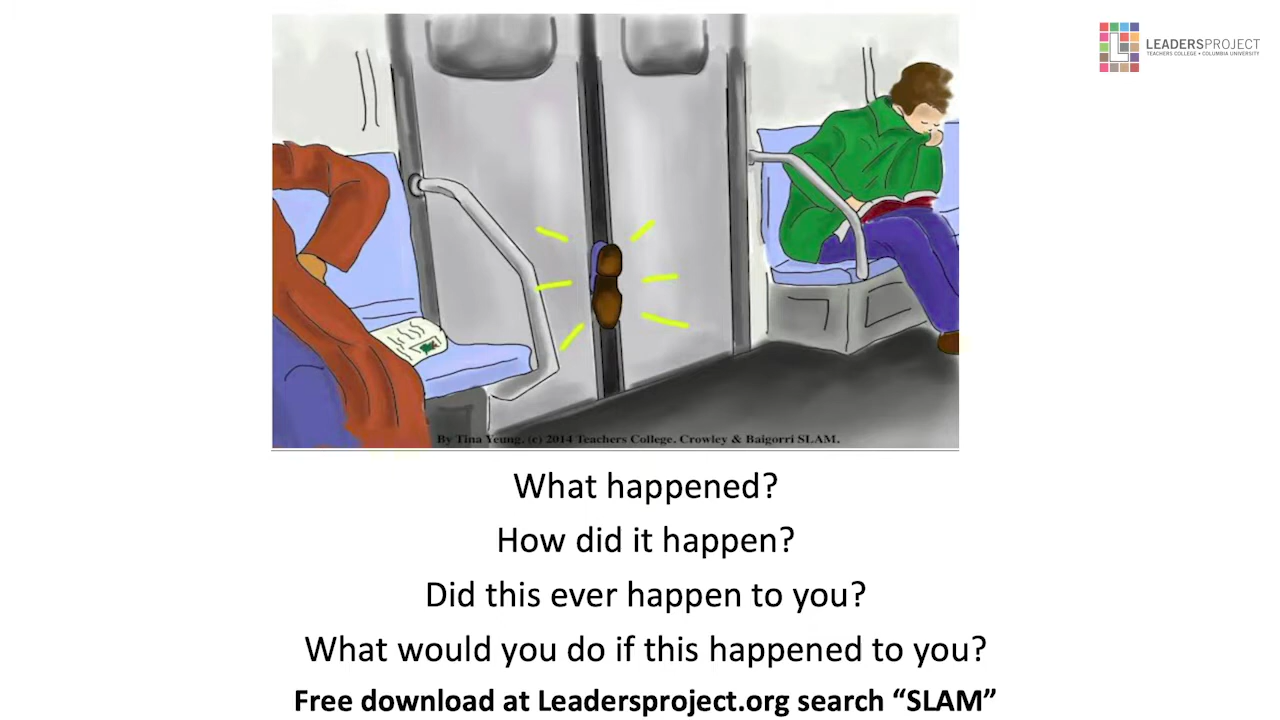 LEADERSPROJECT
TEACHERS COLLEGE • COLUMBIA UNIVERSITY
By Tina Yeung. (c) 2014 Teachers College. Crowley & Baigorri SLAM.
What happened?
How did it happen?
Did this ever happen to you?
What would you do if this happened to you?
Free download at Leadersproject.org search “SLAM”